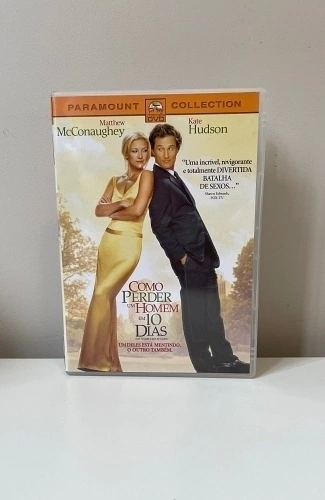 PARAMOUNT DVD COLLECTION
Matthew
McConaughey
Kate
Hudson
"Uma incrível, revigorante
e totalmente DIVERTIDA
BATALHA
DE SEXOS..."
COMO
PERDER
UM HOMEM
EM 10
DIAS
UM DELES ESTÁ MENTINDO,
O OUTRO TAMBÉM.